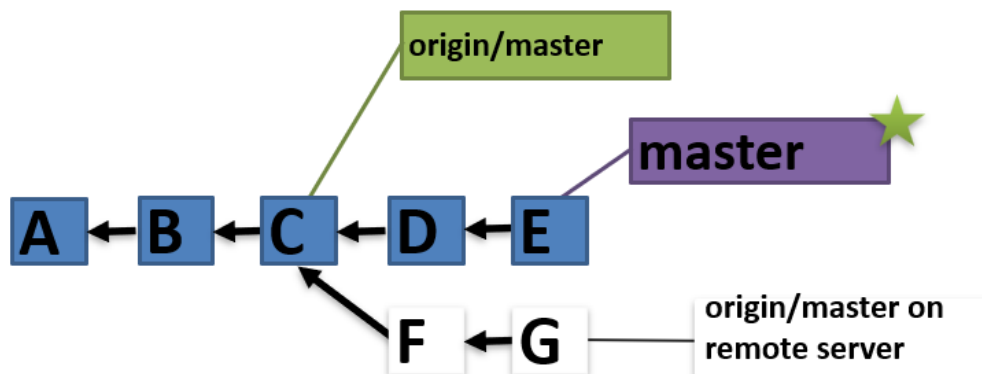 origin/master
master
A B C D E
F G
origin/master on
remote server